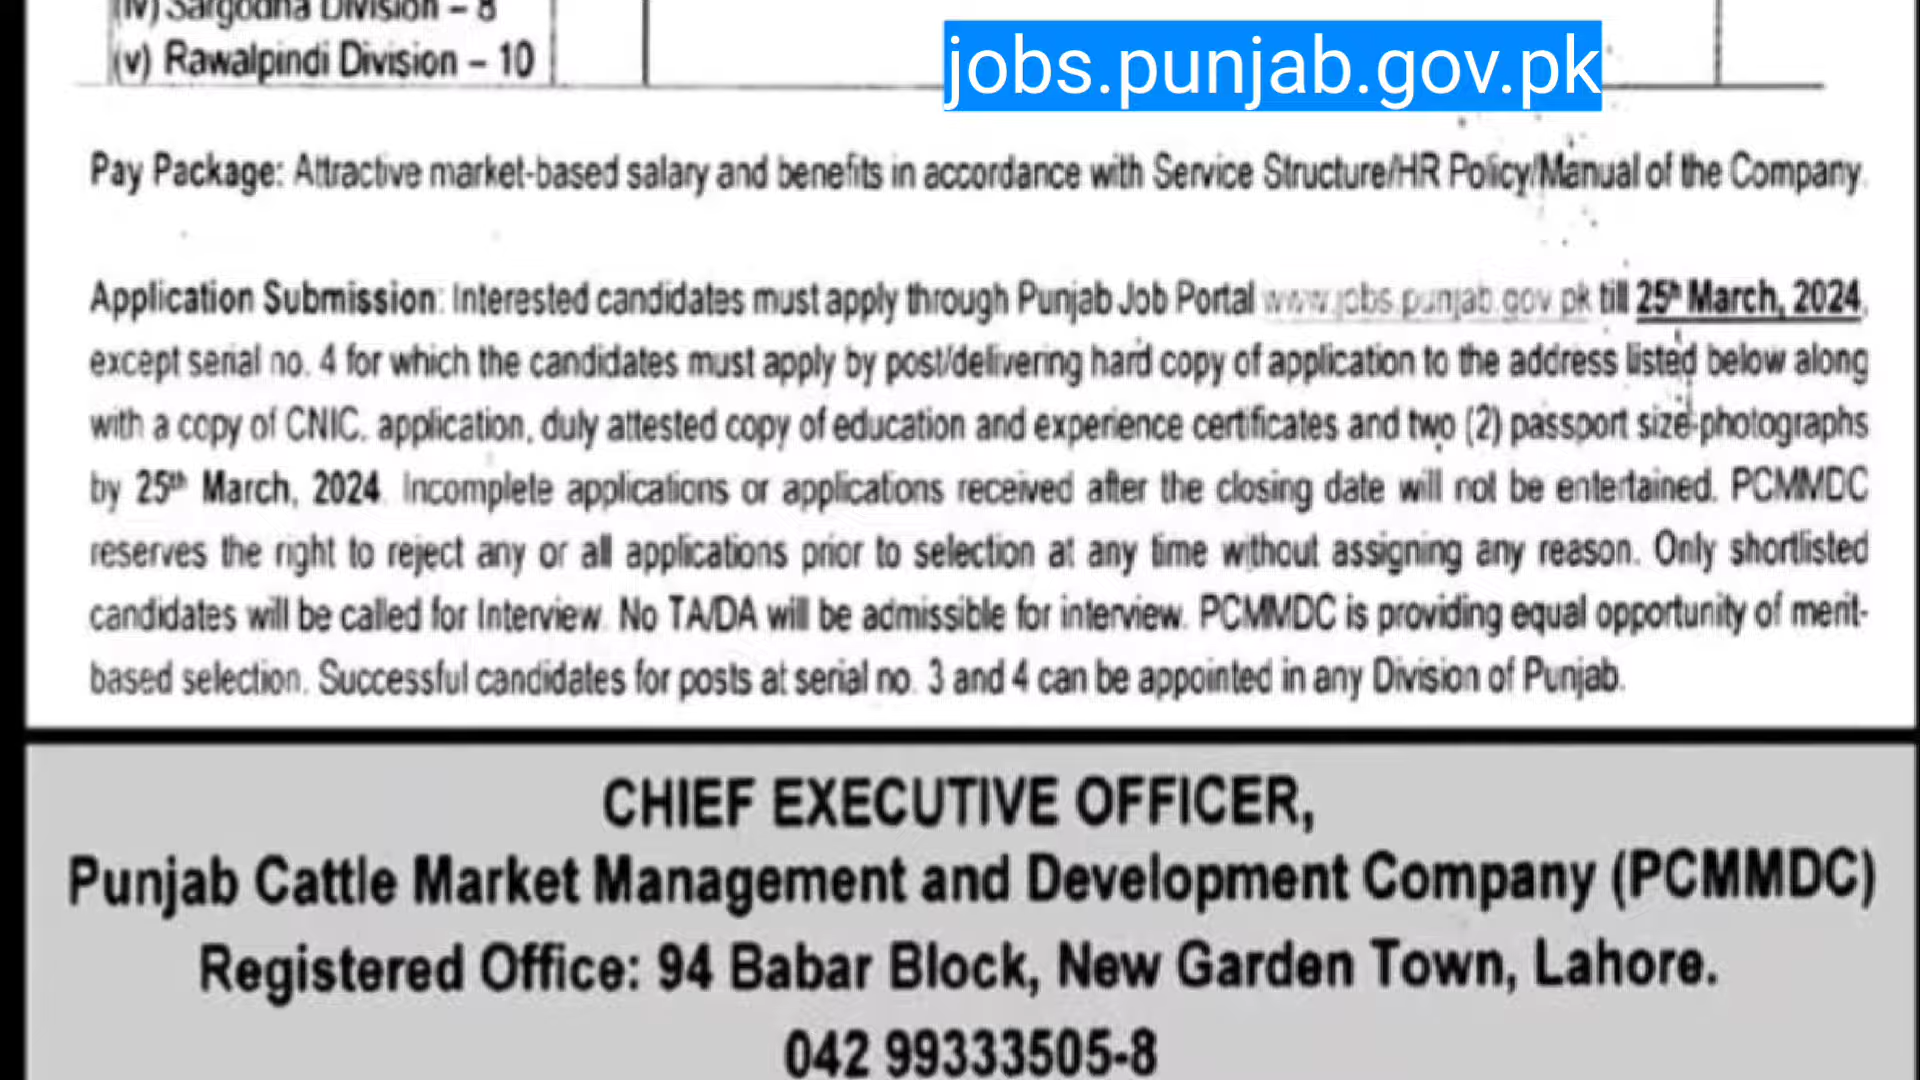 (iv) Sargodha Division – 8
(v) Rawalpindi Division – 10
jobs.punjab.gov.pk
Pay Package: Attractive market-based salary and benefits in accordance with Service Structure/HR Policy/Manual of the Company.
Application Submission: Interested candidates must apply through Punjab Job Portal www.jobs.punjab.gov.pk till 25th March, 2024,
except serial no. 4 for which the candidates must apply by post/delivering hard copy of application to the address listed below along
with a copy of CNIC, application, duly attested copy of education and experience certificates and two (2) passport size photographs
by 25th March, 2024. Incomplete applications or applications received after the closing date will not be entertained. PCMMDC
reserves the right to reject any or all applications prior to selection at any time without assigning any reason. Only shortlisted
candidates will be called for Interview. No TA/DA will be admissible for interview. PCMMDC is providing equal opportunity of merit-
based selection. Successful candidates for posts at serial no. 3 and 4 can be appointed in any Division of Punjab.
CHIEF EXECUTIVE OFFICER,
Punjab Cattle Market Management and Development Company (PCMMDC)
Registered Office: 94 Babar Block, New Garden Town, Lahore.
042 99333505-8